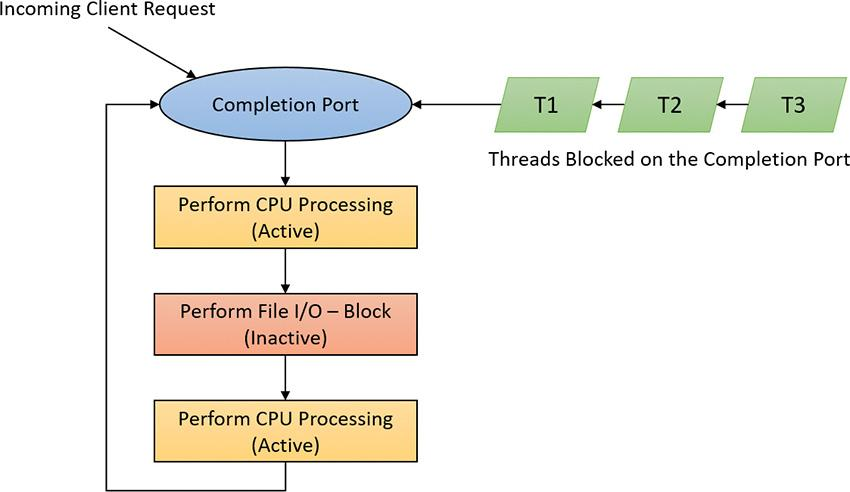 Incoming Client Request
Completion Port
T1
T2
T3
Threads Blocked on the Completion Port
Perform CPU Processing
(Active)
Perform File I/O – Block
(Inactive)
Perform CPU Processing
(Active)